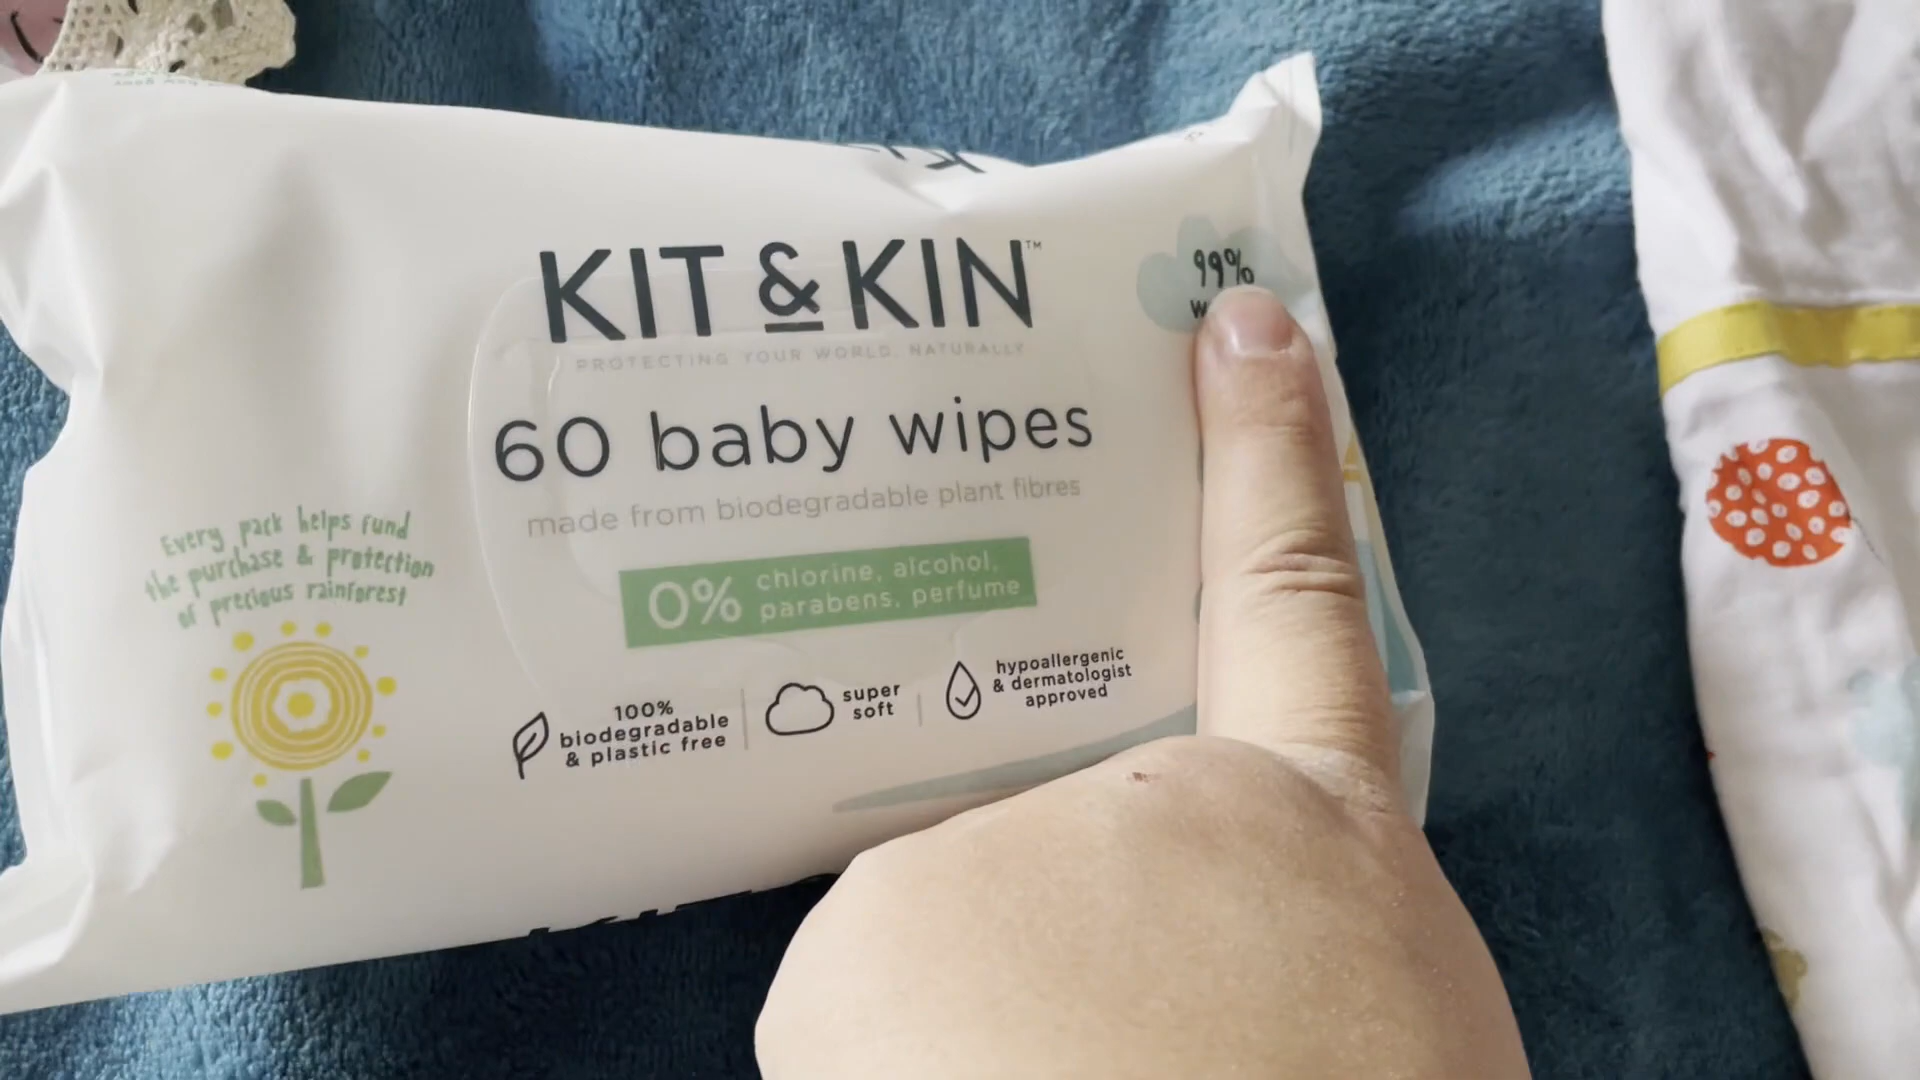 KIT & KIN™
PROTECTING YOUR WORLD, NATURALLY
60 baby wipes
made from biodegradable plant fibres
0% chlorine, alcohol,
parabens, perfume
Every pack helps fund
the purchase & protection
of precious rainforest
100%
biodegradable
& plastic free
super
soft
hypoallergenic
& dermatologist
approved
99%